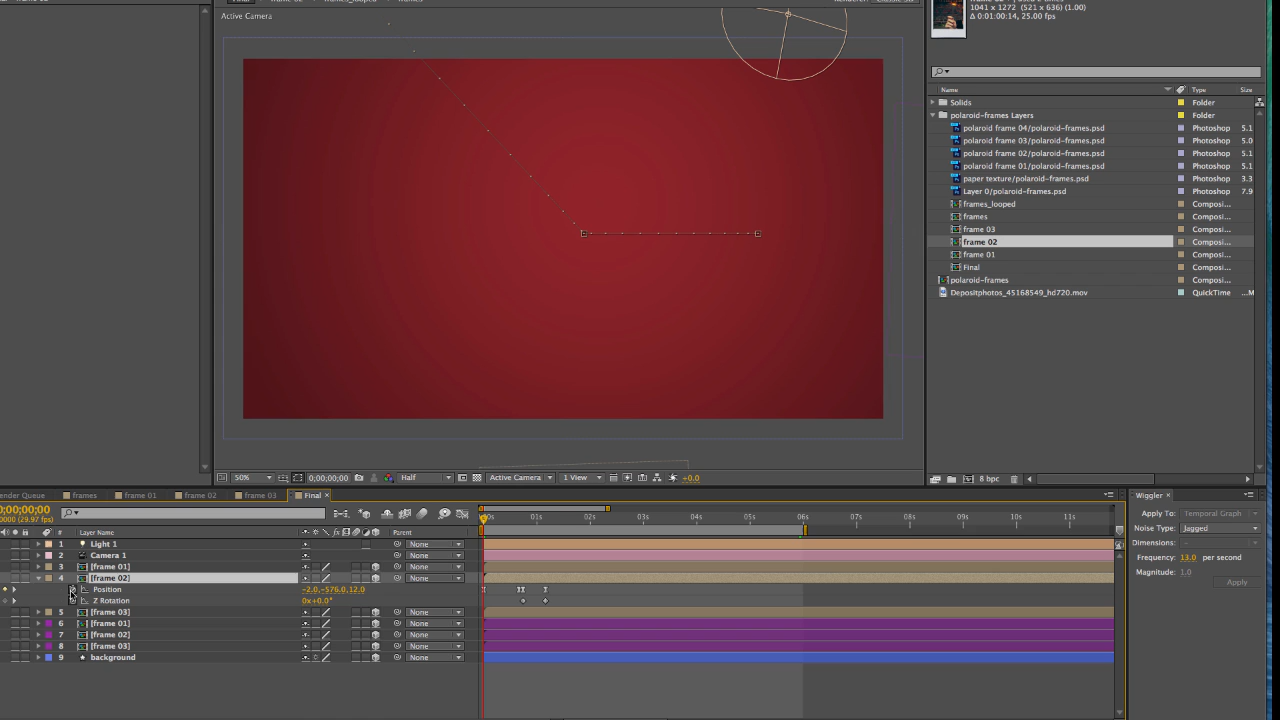 Active Camera
1041 x 1272 (521 x 636) (1.00)
Δ 0:00:01:14, 25.00 fps)
Name Type Size
Solids Folder
polaroid-frames Layers Folder
polaroid frame 04/polaroid-frames.psd Photoshop 5.1
polaroid frame 03/polaroid-frames.psd Photoshop 5.0
polaroid frame 02/polaroid-frames.psd Photoshop 5.1
polaroid frame 01/polaroid-frames.psd Photoshop 5.1
paper texture/polaroid-frames.psd Photoshop 3.3
Layer 0/polaroid-frames.psd Photoshop 7.9
frames_looped Composi...
frames Composi...
frame 03 Composi...
frame 02 Composi...
frame 01 Composi...
Final Composi...
polaroid-frames Composi...
Depositphotos_45168549_hd720.mov QuickTime ...M
50% 0;00;00;00 Half Active Camera 1 View +0.0
8 bpc
ender Queue frames frame 01 frame 02 frame 03 Final ×
0;00;00;00
0000 (29.97 fps)
# Layer Name Parent
0s 01s 02s 03s 04s 05s 06s 07s 08s 09s 10s 11s
1 Light 1 None
2 Camera 1 None
3 [frame 01] None
4 [frame 02] None
Position -2.0,-576.0,12.0
Z Rotation 0x+0.0°
5 [frame 03] None
6 [frame 01] None
7 [frame 02] None
8 [frame 03] None
9 background None
Wiggler ×
Apply To: Temporal Graph
Noise Type: Jagged
Dimensions: –
Frequency: 13.0 per second
Magnitude: 1.0
Apply